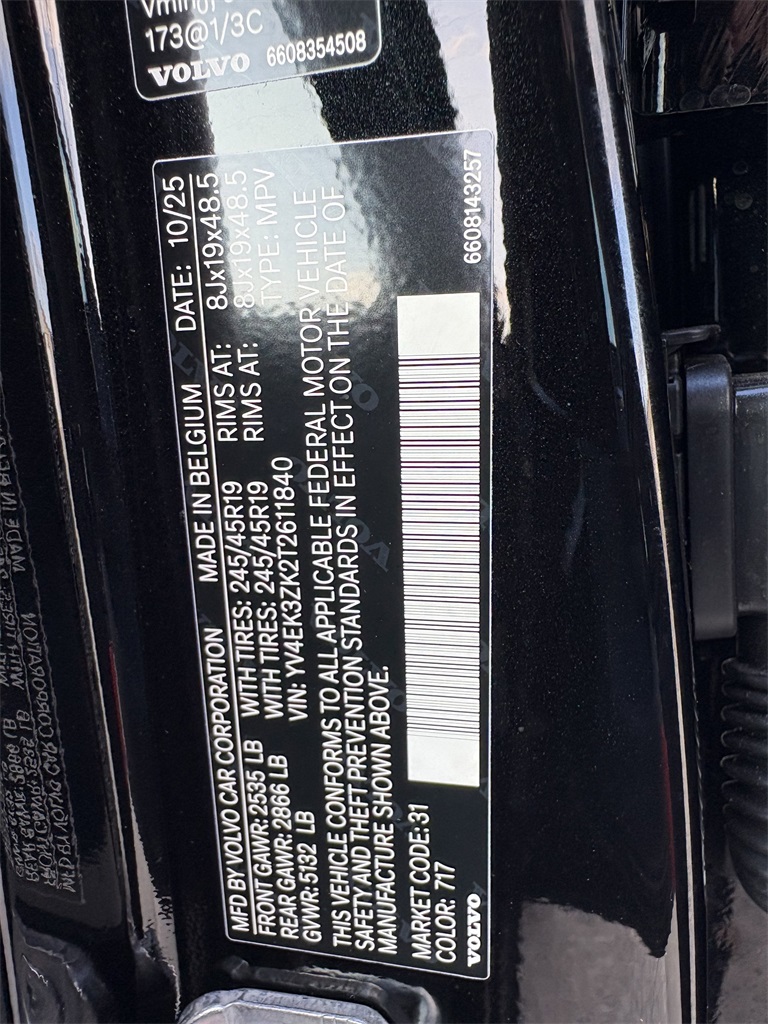 173@1/3C
VOLVO 6608354508
MFD BY VOLVO CAR CORPORATION MADE IN BELGIUM DATE: 10/25
FRONT GAWR: 2535 LB WITH TIRES: 245/45R19 RIMS AT: 8Jx19x48.5
REAR GAWR: 2866 LB WITH TIRES: 245/45R19 RIMS AT: 8Jx19x48.5
GVWR: 5132 LB VIN: YV4EK3ZK2T2611840 TYPE: MPV
THIS VEHICLE CONFORMS TO ALL APPLICABLE FEDERAL MOTOR VEHICLE
SAFETY AND THEFT PREVENTION STANDARDS IN EFFECT ON THE DATE OF
MANUFACTURE SHOWN ABOVE.
MARKET CODE:31
COLOR: 717
VOLVO 6608143257